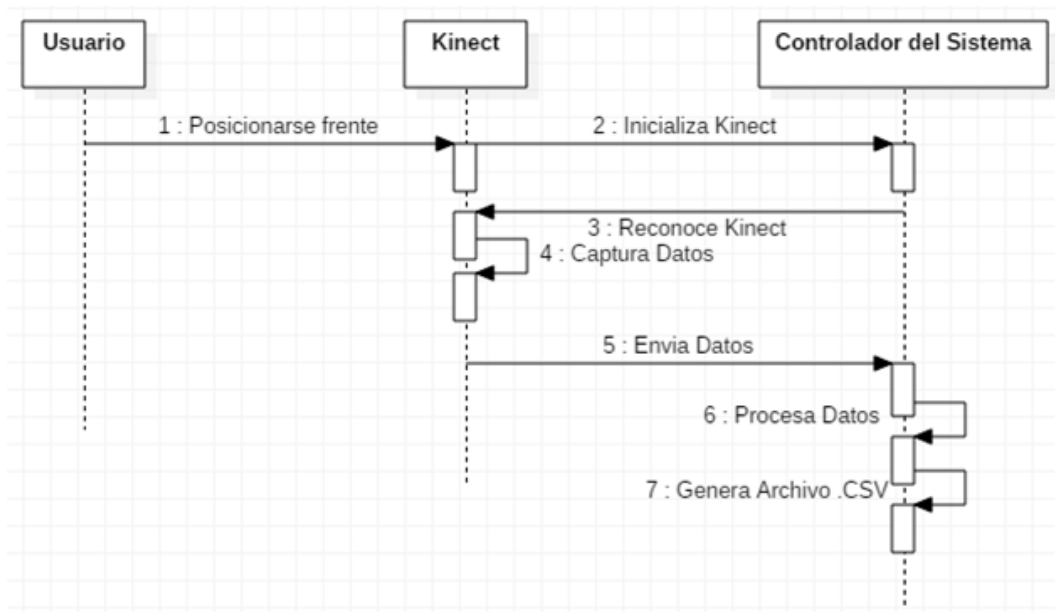 Usuario
Kinect
Controlador del Sistema
1 : Posicionarse frente
2 : Inicializa Kinect
3 : Reconoce Kinect
4 : Captura Datos
5 : Envia Datos
6 : Procesa Datos
7 : Genera Archivo .CSV